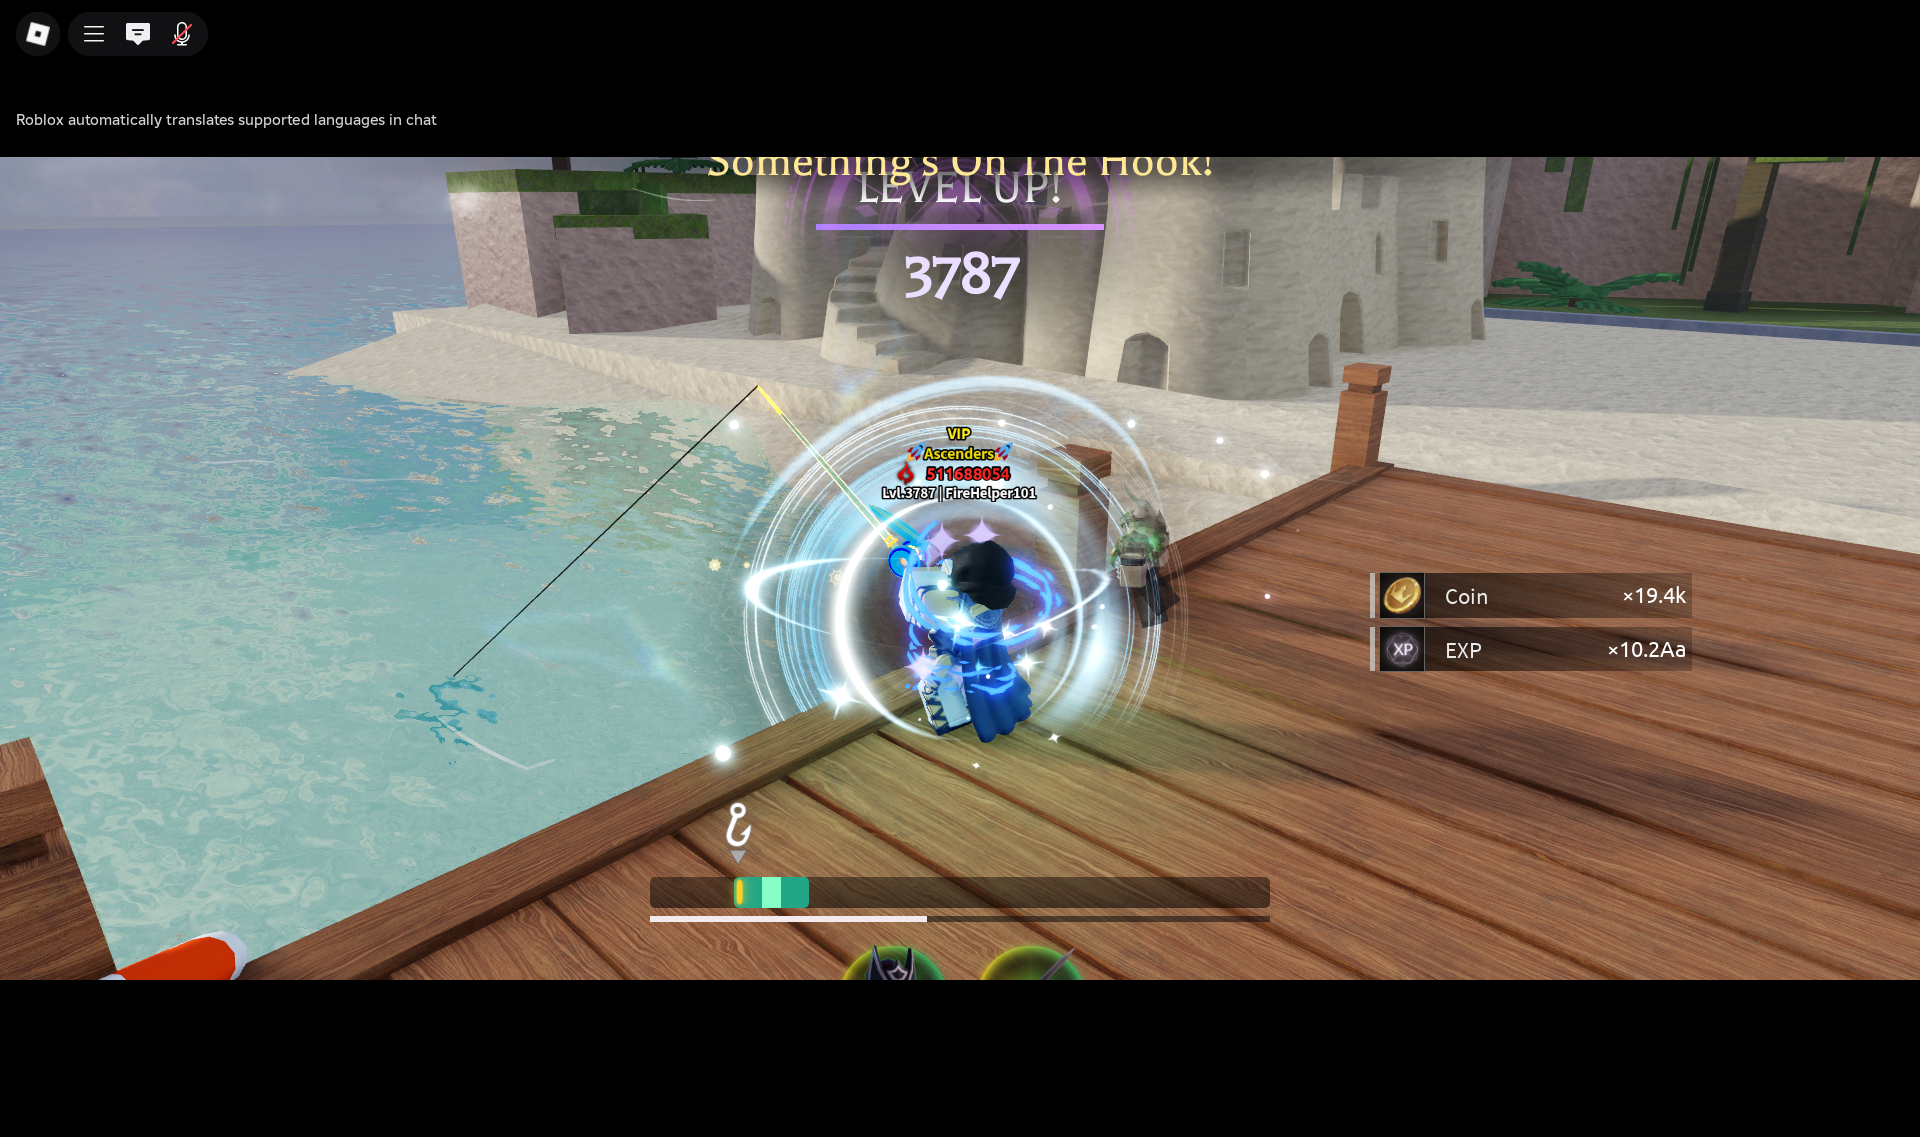 Roblox automatically translates supported languages in chat
Something's On The Hook!
LEVEL UP!
3787
VIP
🚀Ascenders🚀
511688054
Lvl.3787 | FireHelper101
Coin ×19.4k
XP EXP ×10.2Aa